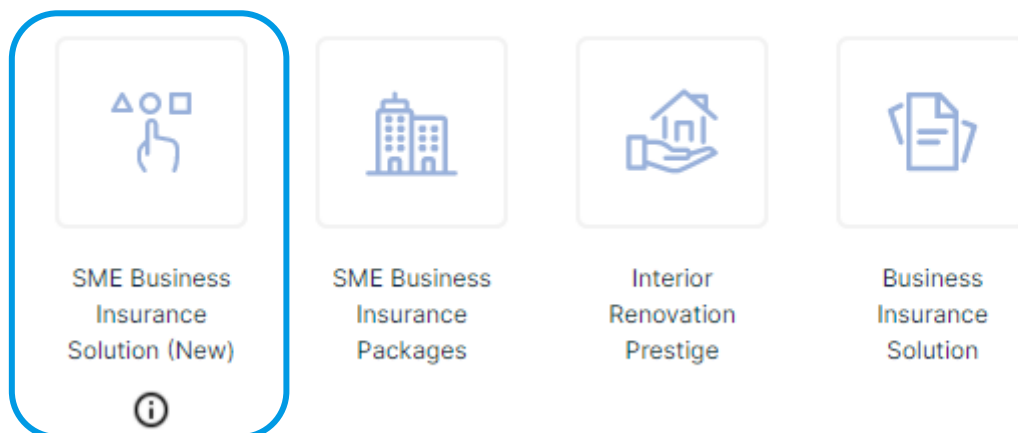 SME Business
Insurance
Solution (New)
SME Business
Insurance
Packages
Interior
Renovation
Prestige
Business
Insurance
Solution